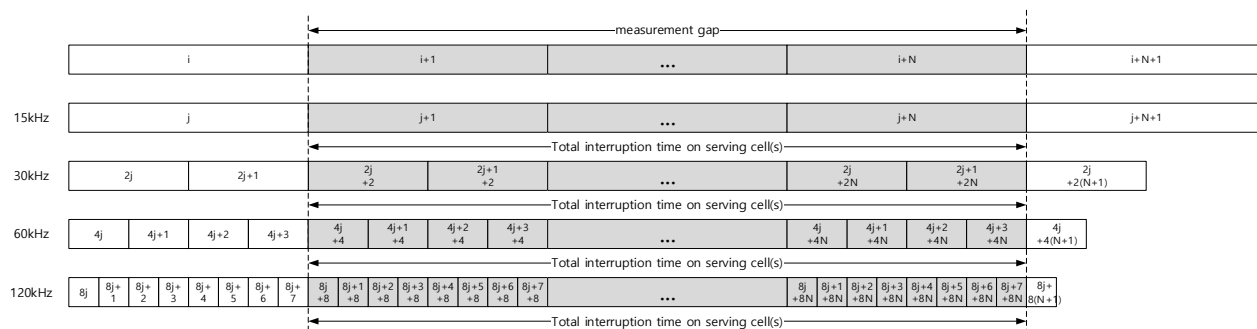 measurement gap
i i+1 ... i+N i+N+1
15kHz j j+1 ... j+N j+N+1
Total interruption time on serving cell(s)
30kHz 2j 2j+1 2j +2 2j+1 +2 ... 2j +2N 2j+1 +2N 2j +2(N+1)
Total interruption time on serving cell(s)
60kHz 4j 4j+1 4j+2 4j+3 4j +4 4j+1 +4 4j+2 +4 4j+3 +4 ... 4j +4N 4j+1 +4N 4j+2 +4N 4j+3 +4N 4j +4(N+1)
Total interruption time on serving cell(s)
120kHz 8j 8j+ 1 8j+ 2 8j+ 3 8j+ 4 8j+ 5 8j+ 6 8j+ 7 8j +8 8j+1 +8 8j+2 +8 8j+3 +8 8j+4 +8 8j+5 +8 8j+6 +8 8j+7 +8 ... 8j +8N 8j+1 +8N 8j+2 +8N 8j+3 +8N 8j+4 +8N 8j+5 +8N 8j+6 +8N 8j+7 +8N 8j+ 8(N+1)
Total interruption time on serving cell(s)